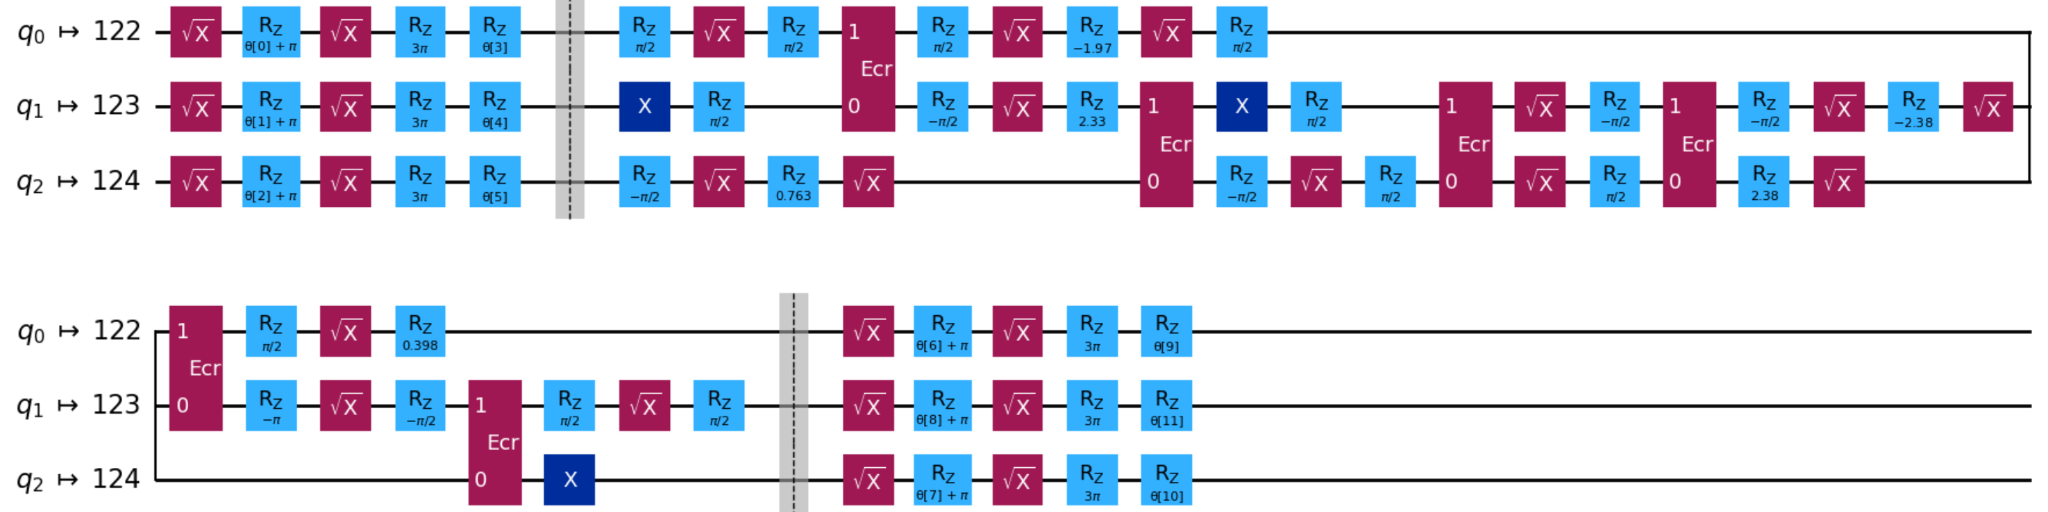 q0 ↦ 122 √X RZ θ[0] + π √X RZ 3π RZ θ[3] RZ π/2 √X RZ π/2 1 RZ π/2 √X RZ −1.97 √X RZ π/2
Ecr
q1 ↦ 123 √X RZ θ[1] + π √X RZ 3π RZ θ[4] X RZ π/2 0 RZ −π/2 √X RZ 2.33 1 X RZ π/2 1 √X RZ −π/2 1 RZ −π/2 √X RZ −2.38 √X
Ecr Ecr Ecr
q2 ↦ 124 √X RZ θ[2] + π √X RZ 3π RZ θ[5] RZ −π/2 √X RZ 0.763 √X 0 RZ −π/2 √X RZ π/2 0 √X RZ π/2 0 RZ 2.38 √X
q0 ↦ 122 1 RZ π/2 √X RZ 0.398 √X RZ θ[6] + π √X RZ 3π RZ θ[9]
Ecr
q1 ↦ 123 0 RZ −π √X RZ −π/2 1 RZ π/2 √X RZ π/2 √X RZ θ[8] + π √X RZ 3π RZ θ[11]
Ecr
q2 ↦ 124 0 X √X RZ θ[7] + π √X RZ 3π RZ θ[10]